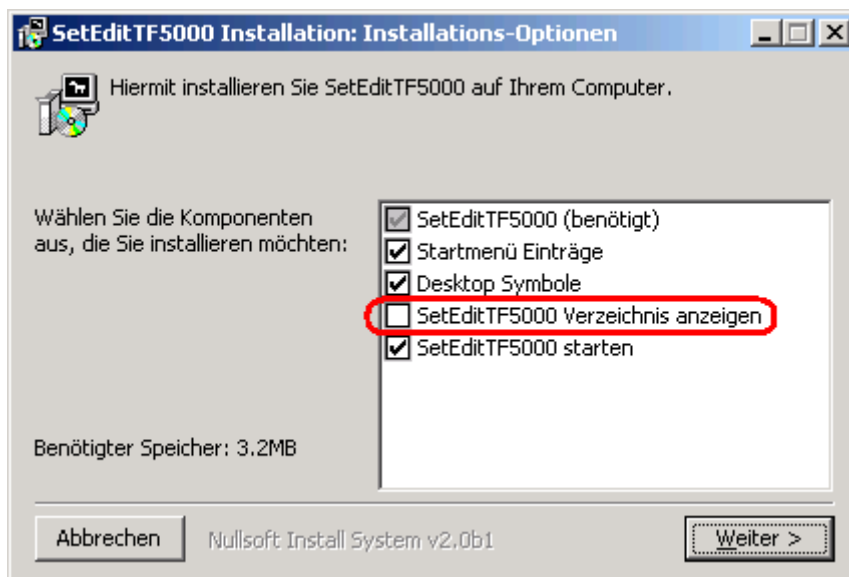 SetEditTF5000 Installation: Installations-Optionen
Hiermit installieren Sie SetEditTF5000 auf Ihrem Computer.
Wählen Sie die Komponenten
aus, die Sie installieren möchten:
SetEditTF5000 (benötigt)
Startmenü Einträge
Desktop Symbole
SetEditTF5000 Verzeichnis anzeigen
SetEditTF5000 starten
Benötigter Speicher: 3.2MB
Abbrechen
Nullsoft Install System v2.0b1
Weiter >